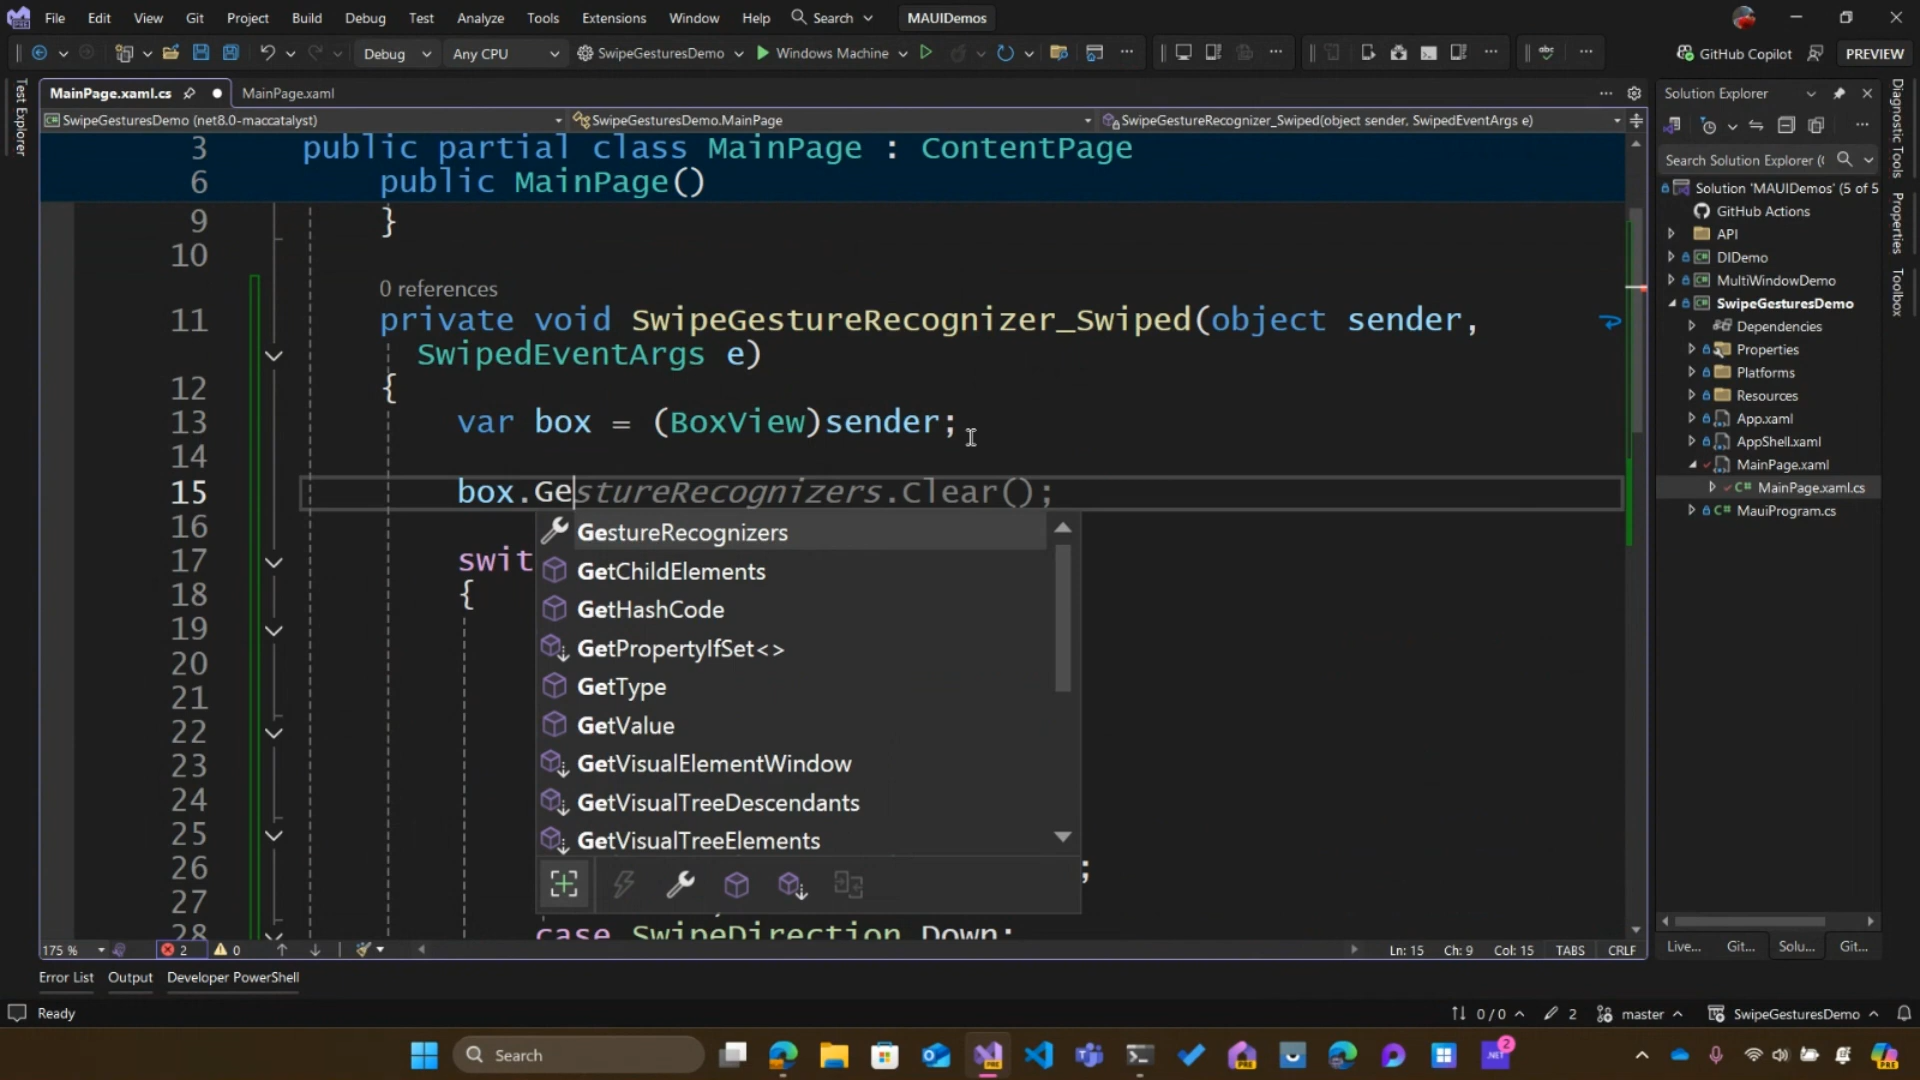 File Edit View Git Project Build Debug Test Analyze Tools Extensions Window Help Search MAUIDemos
Debug Any CPU SwipeGesturesDemo Windows Machine GitHub Copilot PREVIEW
Test Explorer
MainPage.xaml.cs MainPage.xaml
SwipeGesturesDemo (net8.0-maccatalyst) SwipeGesturesDemo.MainPage SwipeGestureRecognizer_Swiped(object sender, SwipedEventArgs e)
3 public partial class MainPage : ContentPage
6 public MainPage()
9 }
10
0 references
11 private void SwipeGestureRecognizer_Swiped(object sender,
SwipedEventArgs e)
12 {
13 var box = (BoxView)sender;
14
15 box.GestureRecognizers.Clear();
16 GestureRecognizers
17 swit GetChildElements
18 { GetHashCode
19
20 GetPropertyIfSet<>
21 GetType
22 GetValue
23 GetVisualElementWindow
24 GetVisualTreeDescendants
25 GetVisualTreeElements
26 ;
27
28 case SwipeDirection.Down:
175 % 2 0 Ln: 15 Ch: 9 Col: 15 TABS CRLF
Error List Output Developer PowerShell
Solution Explorer
Search Solution Explorer (
Solution 'MAUIDemos' (5 of 5
GitHub Actions
API
DIDemo
MultiWindowDemo
SwipeGesturesDemo
Dependencies
Properties
Platforms
Resources
App.xaml
AppShell.xaml
MainPage.xaml
C# MainPage.xaml.cs
C# MauiProgram.cs
Live... Git... Solu... Git...
Diagnostic Tools
Properties
Toolbox
Ready 0 / 0 2 master SwipeGesturesDemo
Search PRE PRE .NET 2 PRE